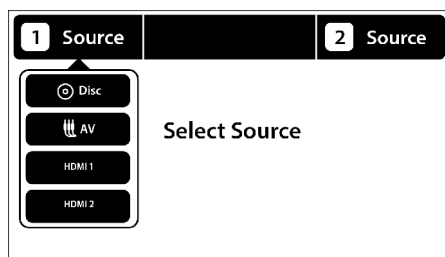 1 Source
2 Source
Disc
AV
Select Source
HDMI 1
HDMI 2